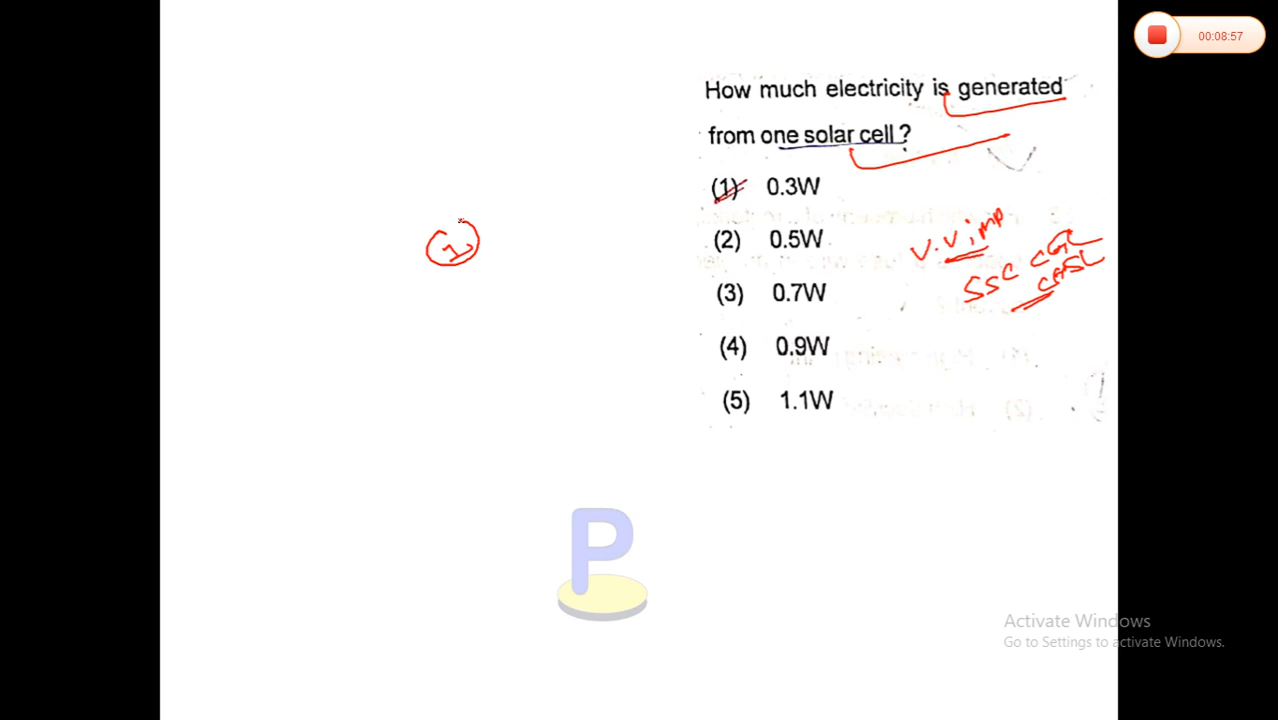 00:08:57
How much electricity is generated
from one solar cell ?
(1) 0.3W
(2) 0.5W
(3) 0.7W
(4) 0.9W
(5) 1.1W
V.V imp
SSC CGL
CHSL
1
P
Activate Windows
Go to Settings to activate Windows.